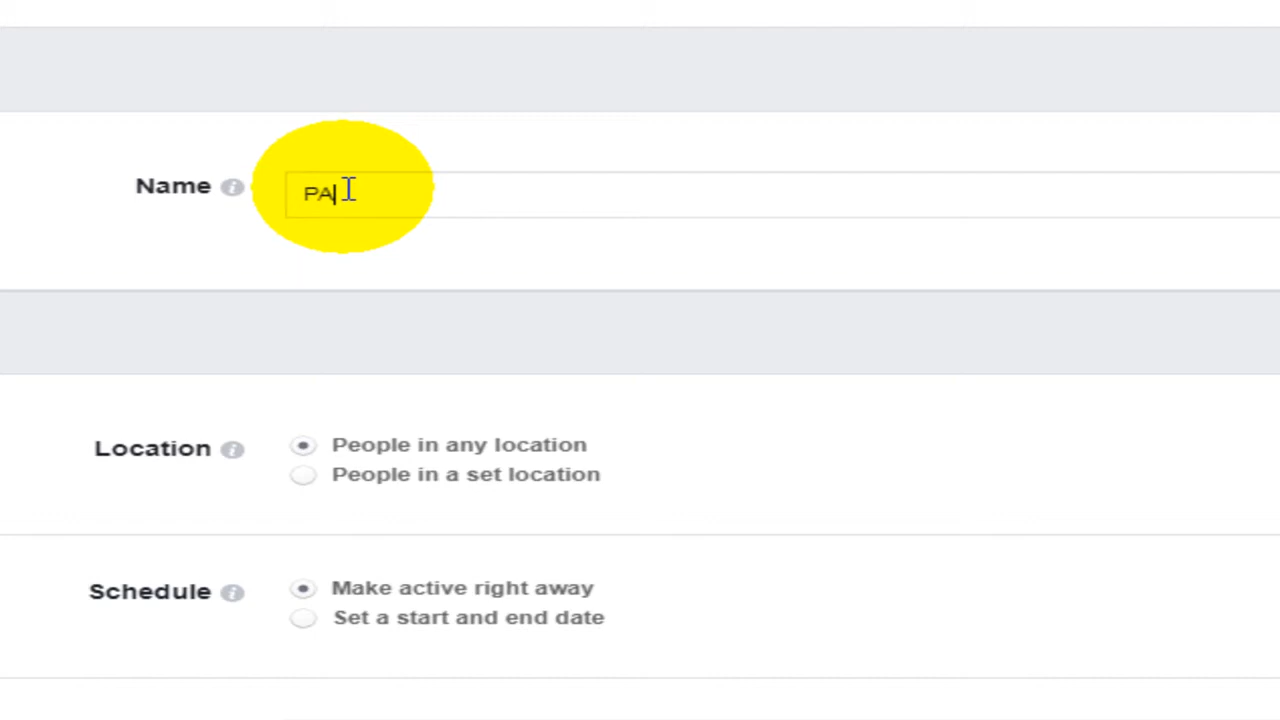 Name
PA
Location
People in any location
People in a set location
Schedule
Make active right away
Set a start and end date